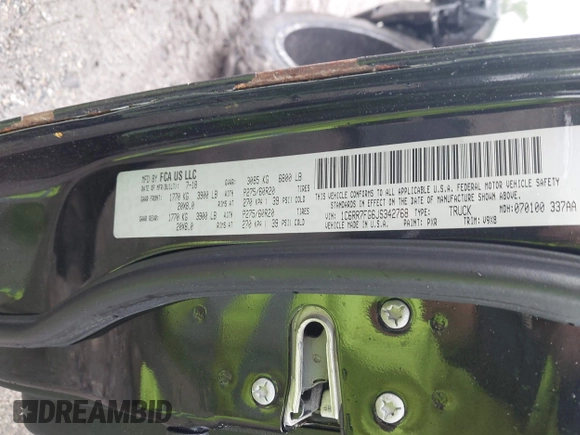 MFD BY FCA US LLC
DATE OF MFR/BUILT: 7-18 GVWR: 3085 KG 6800 LB
GAWR FRONT: 1770 KG 3900 LB WITH P275/60R20 TIRES
20X8.0 RIMS AT 270 KPA/ 39 PSI COLD
GAWR REAR: 1770 KG 3900 LB WITH P275/60R20 TIRES
20X8.0 RIMS AT 270 KPA/ 39 PSI COLD
THIS VEHICLE CONFORMS TO ALL APPLICABLE FEDERAL MOTOR VEHICLE SAFETY
STANDARDS IN EFFECT ON THE DATE OF MANUFACTURE SHOWN ABOVE.
VIN: 1C6RR7FG6JS342768 TYPE: TRUCK MDH: 070100 337AA
VEHICLE MADE IN U.S.A. PAINT: PXR TRIM: V9X8
DREAMBID